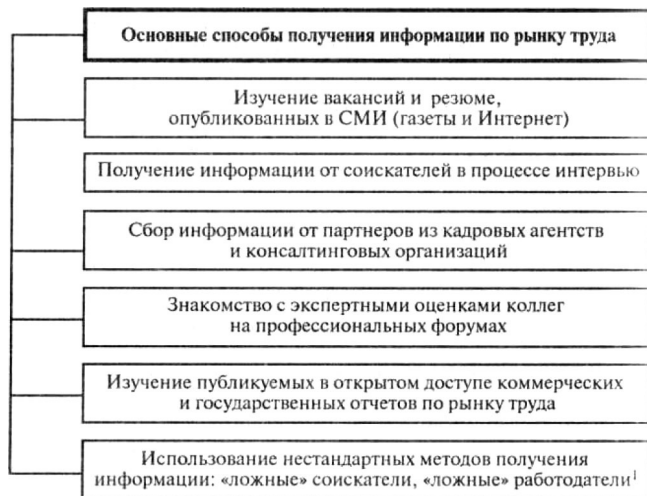 Основные способы получения информации по рынку труда
Изучение вакансий и резюме,
опубликованных в СМИ (газеты и Интернет)
Получение информации от соискателей в процессе интервью
Сбор информации от партнеров из кадровых агентств
и консалтинговых организаций
Знакомство с экспертными оценками коллег
на профессиональных форумах
Изучение публикуемых в открытом доступе коммерческих
и государственных отчетов по рынку труда
Использование нестандартных методов получения
информации: «ложные» соискатели, «ложные» работодатели¹